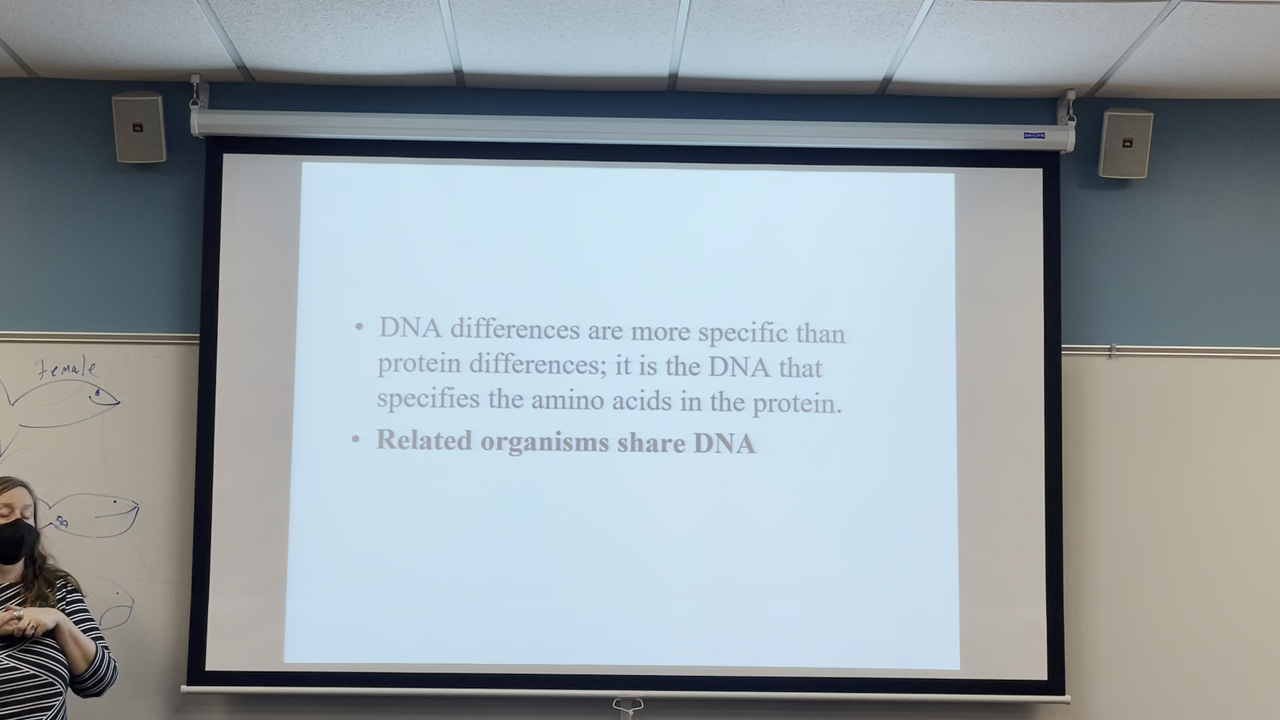 • DNA differences are more specific than
protein differences; it is the DNA that
specifies the amino acids in the protein.
• Related organisms share DNA
female